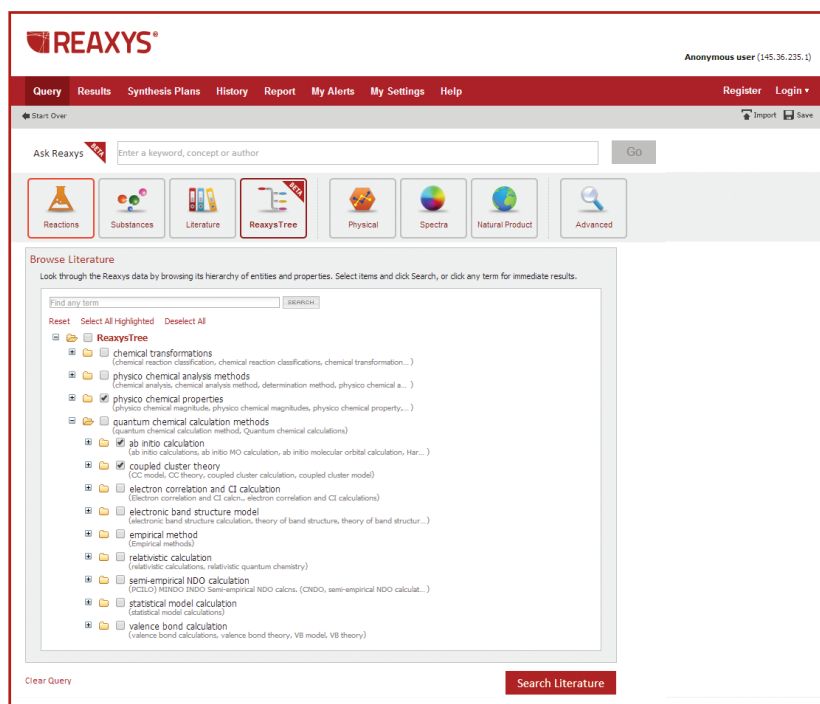 REAXYS®
Anonymous user (145.36.235.1)
Query Results Synthesis Plans History Report My Alerts My Settings Help Register Login
Start Over Import Save
Ask Reaxys BETA Enter a keyword, concept or author Go
BETA
Reactions Substances Literature ReaxysTree Physical Spectra Natural Product Advanced
Browse Literature
Look through the Reaxys data by browsing its hierarchy of entities and properties. Select items and click Search, or click any term for immediate results.
Find any term SEARCH
Reset Select All Highlighted Deselect All
ReaxysTree
chemical transformations
(chemical reaction classification, chemical reaction classifications, chemical transformation... )
physico chemical analysis methods
(chemical analysis, chemical analysis method, determination method, physico chemical a... )
physico chemical properties
(physico chemical magnitude, physico chemical magnitudes, physico chemical property,... )
quantum chemical calculation methods
(quantum chemical calculation method, Quantum chemical calculations)
ab initio calculation
(ab initio calculations, ab initio MO calculation, ab initio molecular orbital calculation, Har... )
coupled cluster theory
(CC model, CC theory, coupled cluster calculation, coupled cluster model)
electron correlation and CI calculation
(Electron correlation and CI calcn., electron correlation and CI calculations)
electronic band structure model
(electronic band structure calculation, theory of band structure, theory of band structur... )
empirical method
(Empirical methods)
relativistic calculation
(relativistic calculations, relativistic quantum chemistry)
semi-empirical NDO calculation
(PCILO) MINDO INDO Semi-empirical NDO calcns. (CNDO, semi-empirical NDO calculat... )
statistical model calculation
(statistical model calculations)
valence bond calculation
(valence bond calculations, valence bond theory, VB model, VB theory)
Clear Query Search Literature